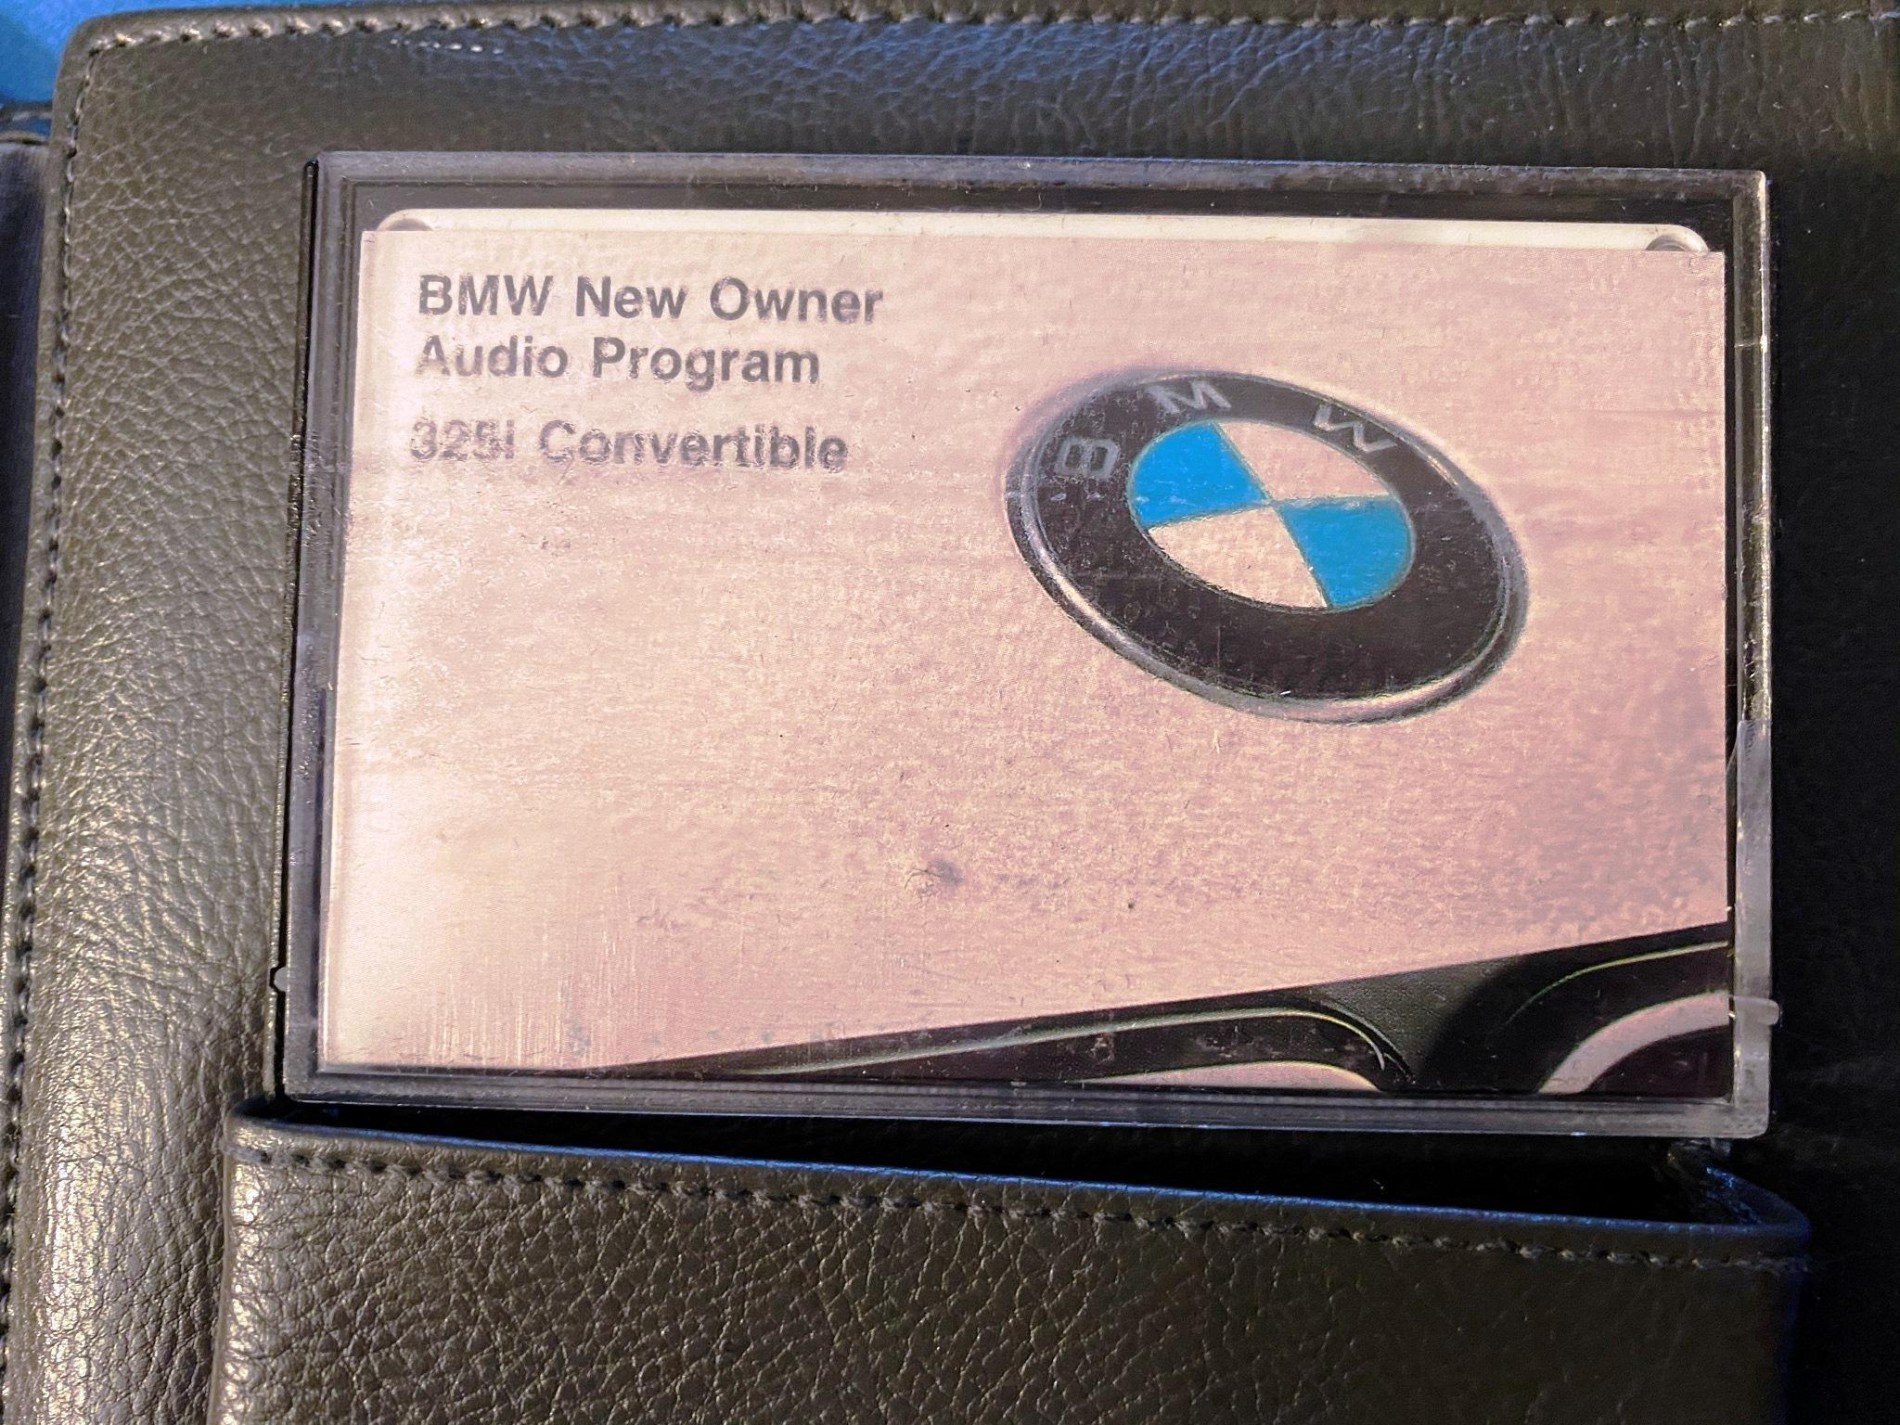 BMW New Owner
Audio Program
325i Convertible
BMW